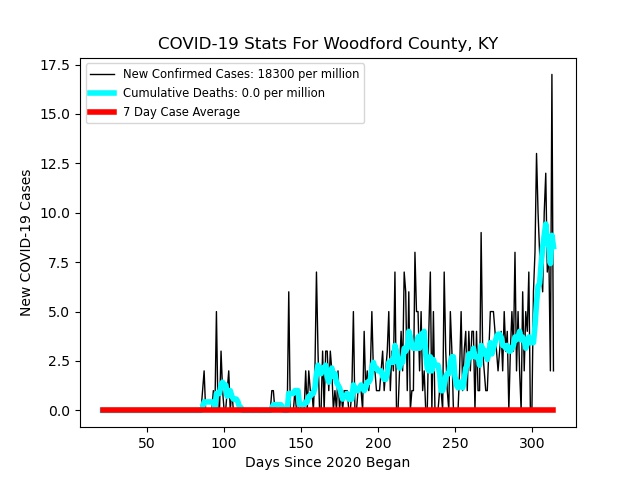 COVID-19 Stats For Woodford County, KY
New Confirmed Cases: 18300 per million
Cumulative Deaths: 0.0 per million
7 Day Case Average
17.5
15.0
12.5
10.0
7.5
5.0
2.5
0.0
New COVID-19 Cases
50 100 150 200 250 300
Days Since 2020 Began